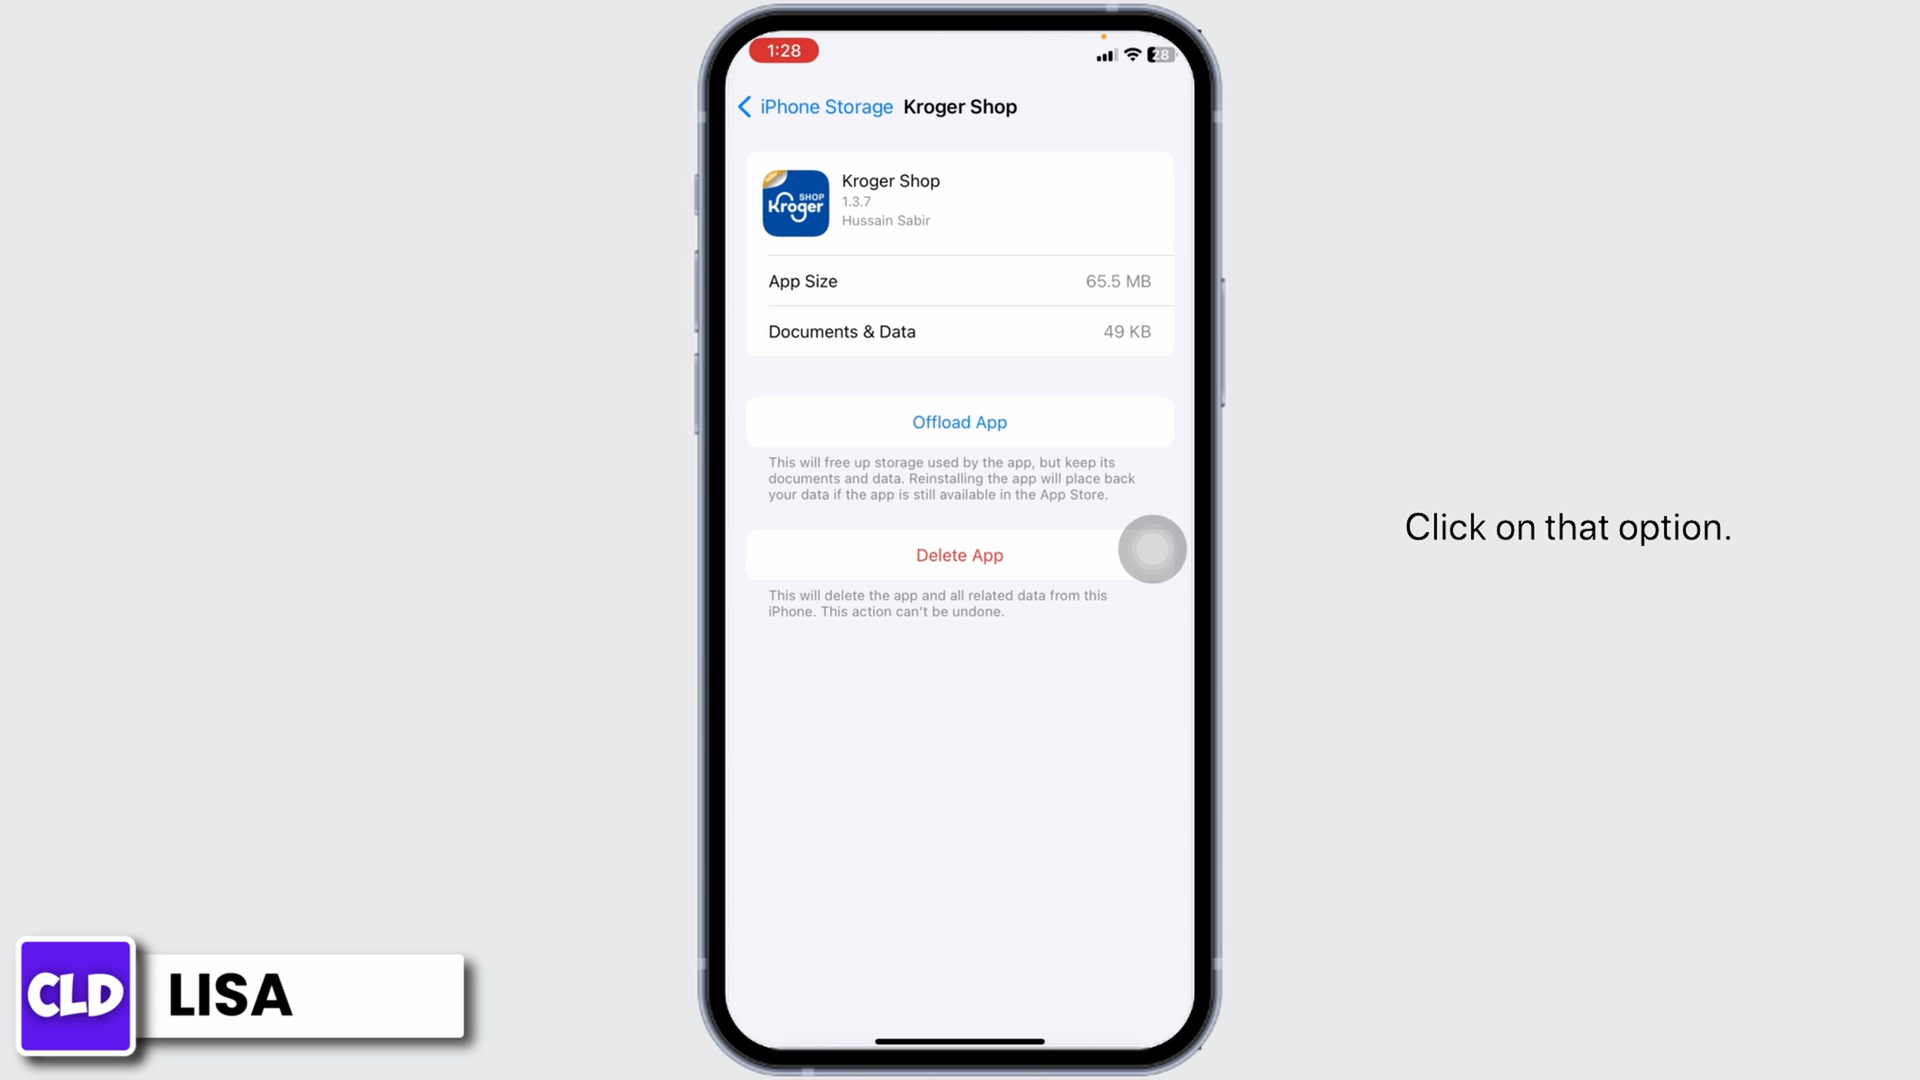 1:28
28
iPhone Storage Kroger Shop
SHOP
Kroger
Kroger Shop
1.3.7
Hussain Sabir
App Size 65.5 MB
Documents & Data 49 KB
Offload App
This will free up storage used by the app, but keep its
documents and data. Reinstalling the app will place back
your data if the app is still available in the App Store.
Click on that option.
Delete App
This will delete the app and all related data from this
iPhone. This action can't be undone.
CLD
LISA